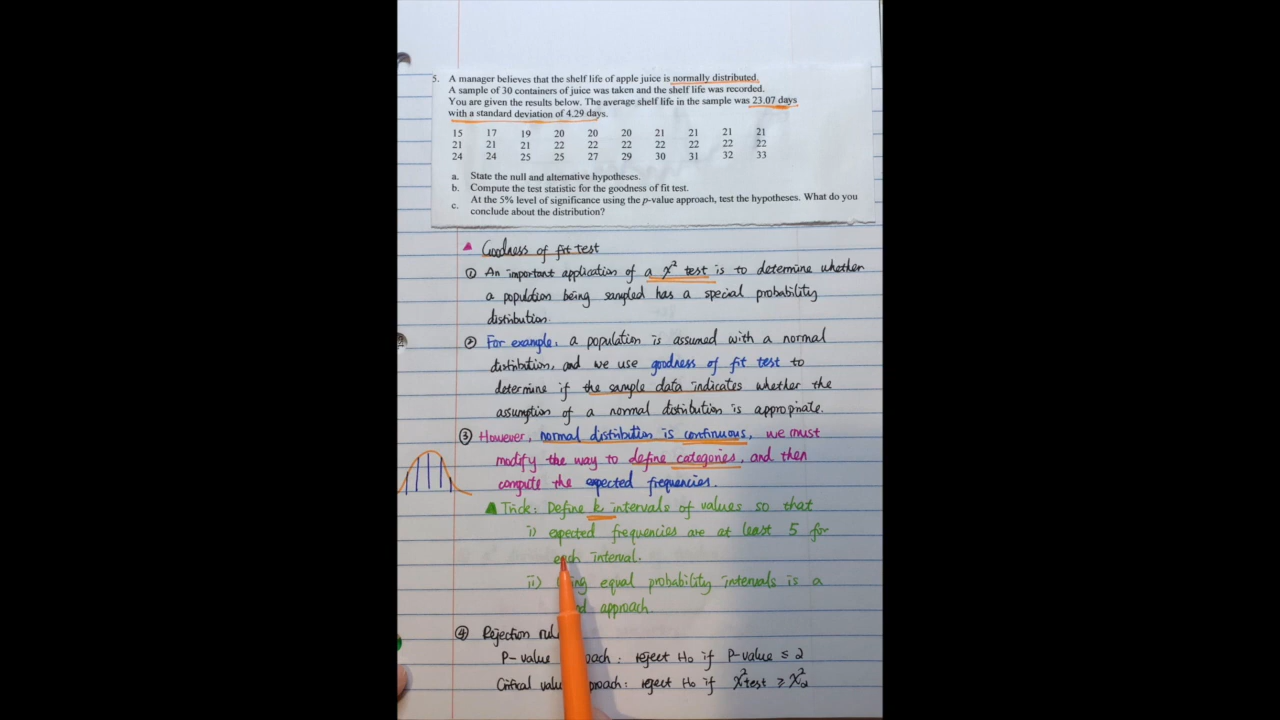 5. A manager believes that the shelf life of apple juice is normally distributed.
A sample of 30 containers of juice was taken and the shelf life was recorded.
You are given the results below. The average shelf life in the sample was 23.07 days
with a standard deviation of 4.29 days.
15 17 19 20 20 20 21 21 21 21
21 21 21 22 22 22 22 22 22 22
24 24 25 25 27 29 30 31 32 33
a. State the null and alternative hypotheses.
b. Compute the test statistic for the goodness of fit test.
c. At the 5% level of significance using the p-value approach, test the hypotheses. What do you
conclude about the distribution?
Goodness of fit test
① An important application of a χ² test is to determine whether
a population being sampled has a special probability
distribution.
② For example, a population is assumed with a normal
distribution, and we use goodness of fit test to
determine if the sample data indicates whether the
assumption of a normal distribution is appropriate.
③ However, normal distribution is continuous, we must
modify the way to define categories, and then
compute the expected frequencies.
Trick: Define k intervals of values so that
i) expected frequencies are at least 5 for
each interval.
ii) equal probability intervals is a
approach.
④ Rejection
P-value : reject H₀ if P-value ≤ α
Critical : reject H₀ if χ²test ≥ χ²α